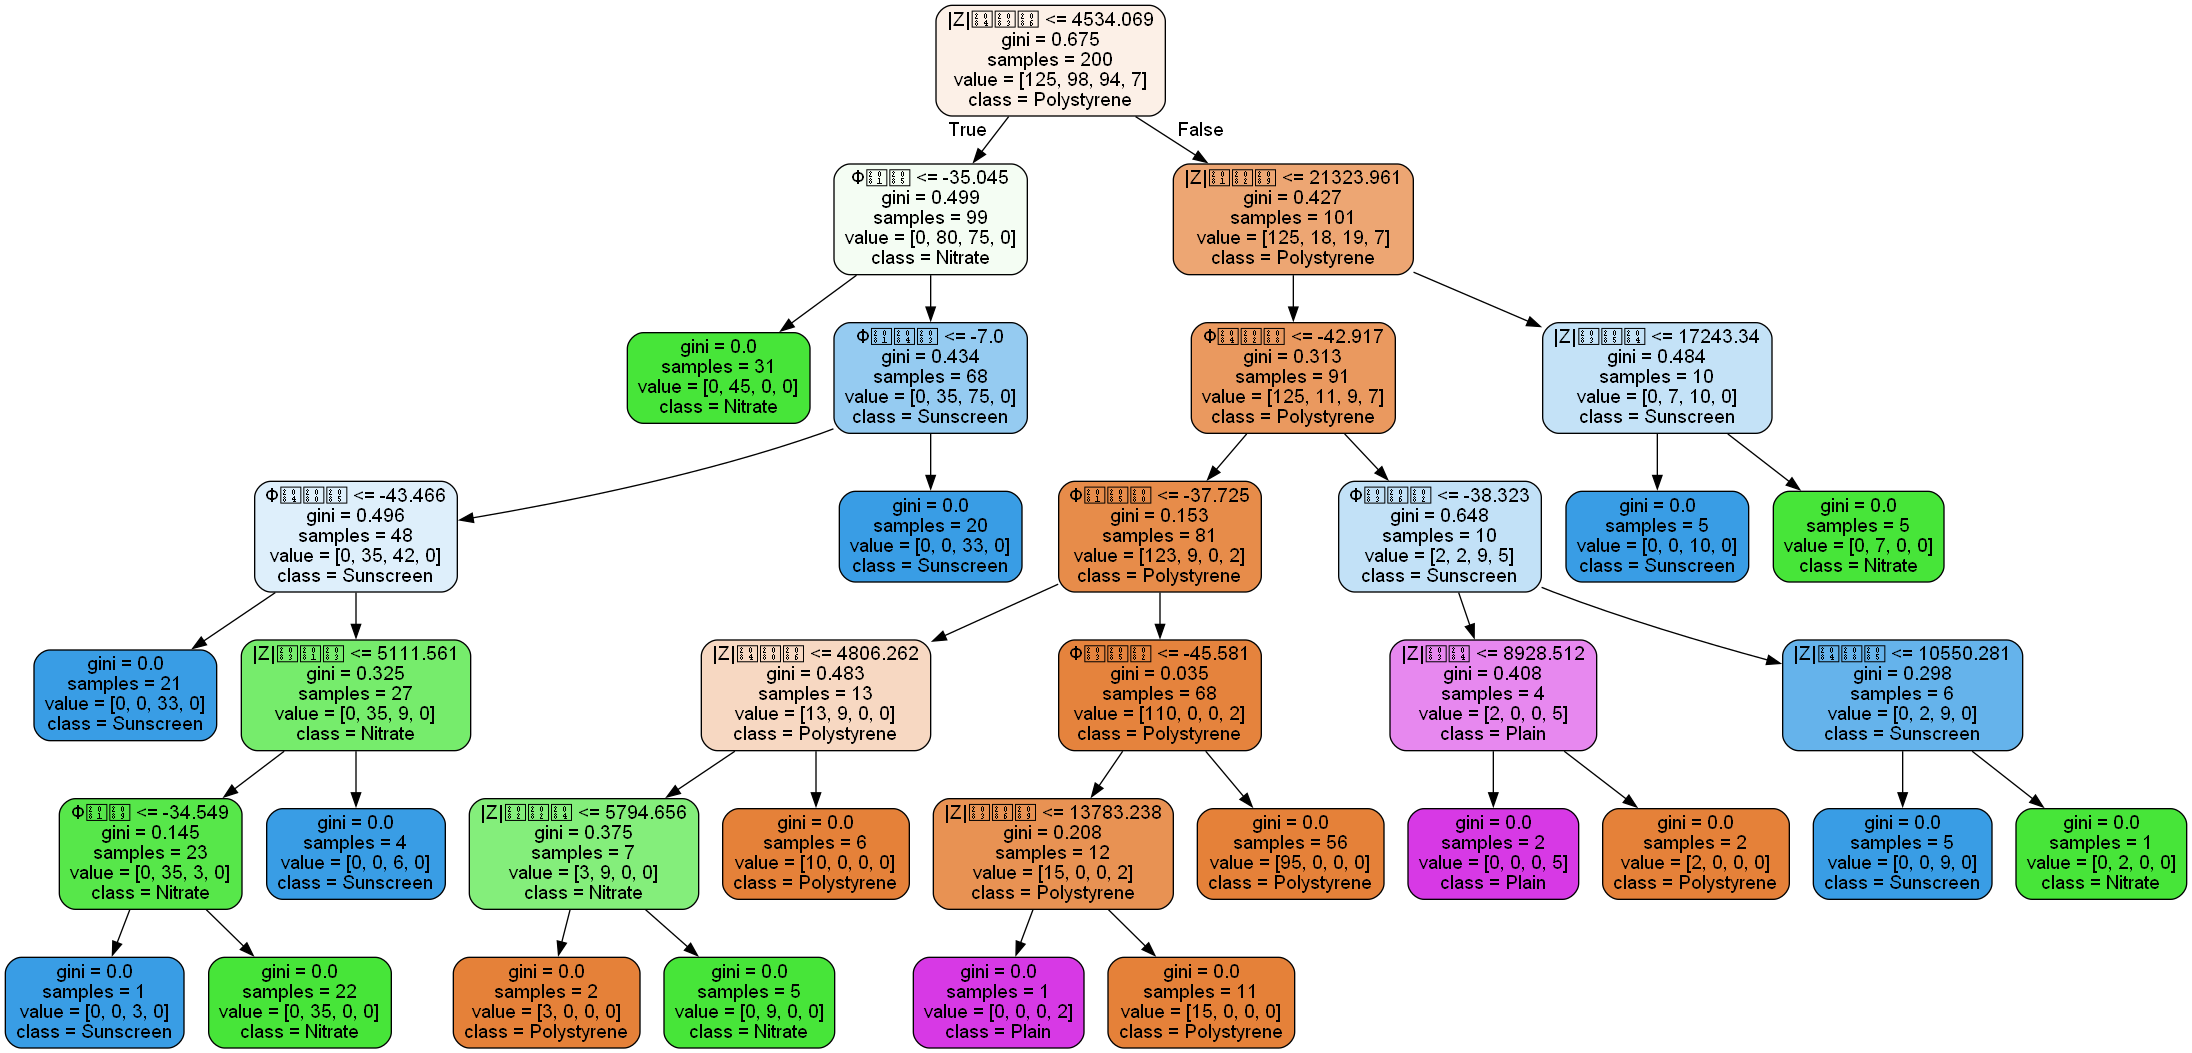 |Z| <= 4534.069
gini = 0.675
samples = 200
value = [125, 98, 94, 7]
class = Polystyrene
True
False
Φ <= -35.045
gini = 0.499
samples = 99
value = [0, 80, 75, 0]
class = Nitrate
|Z| <= 21323.961
gini = 0.427
samples = 101
value = [125, 18, 19, 7]
class = Polystyrene
gini = 0.0
samples = 31
value = [0, 45, 0, 0]
class = Nitrate
Φ <= -7.0
gini = 0.434
samples = 68
value = [0, 35, 75, 0]
class = Sunscreen
Φ <= -42.917
gini = 0.313
samples = 91
value = [125, 11, 9, 7]
class = Polystyrene
|Z| <= 17243.34
gini = 0.484
samples = 10
value = [0, 7, 10, 0]
class = Sunscreen
Φ <= -43.466
gini = 0.496
samples = 48
value = [0, 35, 42, 0]
class = Sunscreen
gini = 0.0
samples = 20
value = [0, 0, 33, 0]
class = Sunscreen
Φ <= -37.725
gini = 0.153
samples = 81
value = [123, 9, 0, 2]
class = Polystyrene
Φ <= -38.323
gini = 0.648
samples = 10
value = [2, 2, 9, 5]
class = Sunscreen
gini = 0.0
samples = 5
value = [0, 0, 10, 0]
class = Sunscreen
gini = 0.0
samples = 5
value = [0, 7, 0, 0]
class = Nitrate
gini = 0.0
samples = 21
value = [0, 0, 33, 0]
class = Sunscreen
|Z| <= 5111.561
gini = 0.325
samples = 27
value = [0, 35, 9, 0]
class = Nitrate
|Z| <= 4806.262
gini = 0.483
samples = 13
value = [13, 9, 0, 0]
class = Polystyrene
Φ <= -45.581
gini = 0.035
samples = 68
value = [110, 0, 0, 2]
class = Polystyrene
|Z| <= 8928.512
gini = 0.408
samples = 4
value = [2, 0, 0, 5]
class = Plain
|Z| <= 10550.281
gini = 0.298
samples = 6
value = [0, 2, 9, 0]
class = Sunscreen
Φ <= -34.549
gini = 0.145
samples = 23
value = [0, 35, 3, 0]
class = Nitrate
gini = 0.0
samples = 4
value = [0, 0, 6, 0]
class = Sunscreen
|Z| <= 5794.656
gini = 0.375
samples = 7
value = [3, 9, 0, 0]
class = Nitrate
gini = 0.0
samples = 6
value = [10, 0, 0, 0]
class = Polystyrene
|Z| <= 13783.238
gini = 0.208
samples = 12
value = [15, 0, 0, 2]
class = Polystyrene
gini = 0.0
samples = 56
value = [95, 0, 0, 0]
class = Polystyrene
gini = 0.0
samples = 2
value = [0, 0, 0, 5]
class = Plain
gini = 0.0
samples = 2
value = [2, 0, 0, 0]
class = Polystyrene
gini = 0.0
samples = 5
value = [0, 0, 9, 0]
class = Sunscreen
gini = 0.0
samples = 1
value = [0, 2, 0, 0]
class = Nitrate
gini = 0.0
samples = 1
value = [0, 0, 3, 0]
class = Sunscreen
gini = 0.0
samples = 22
value = [0, 35, 0, 0]
class = Nitrate
gini = 0.0
samples = 2
value = [3, 0, 0, 0]
class = Polystyrene
gini = 0.0
samples = 5
value = [0, 9, 0, 0]
class = Nitrate
gini = 0.0
samples = 1
value = [0, 0, 0, 2]
class = Plain
gini = 0.0
samples = 11
value = [15, 0, 0, 0]
class = Polystyrene